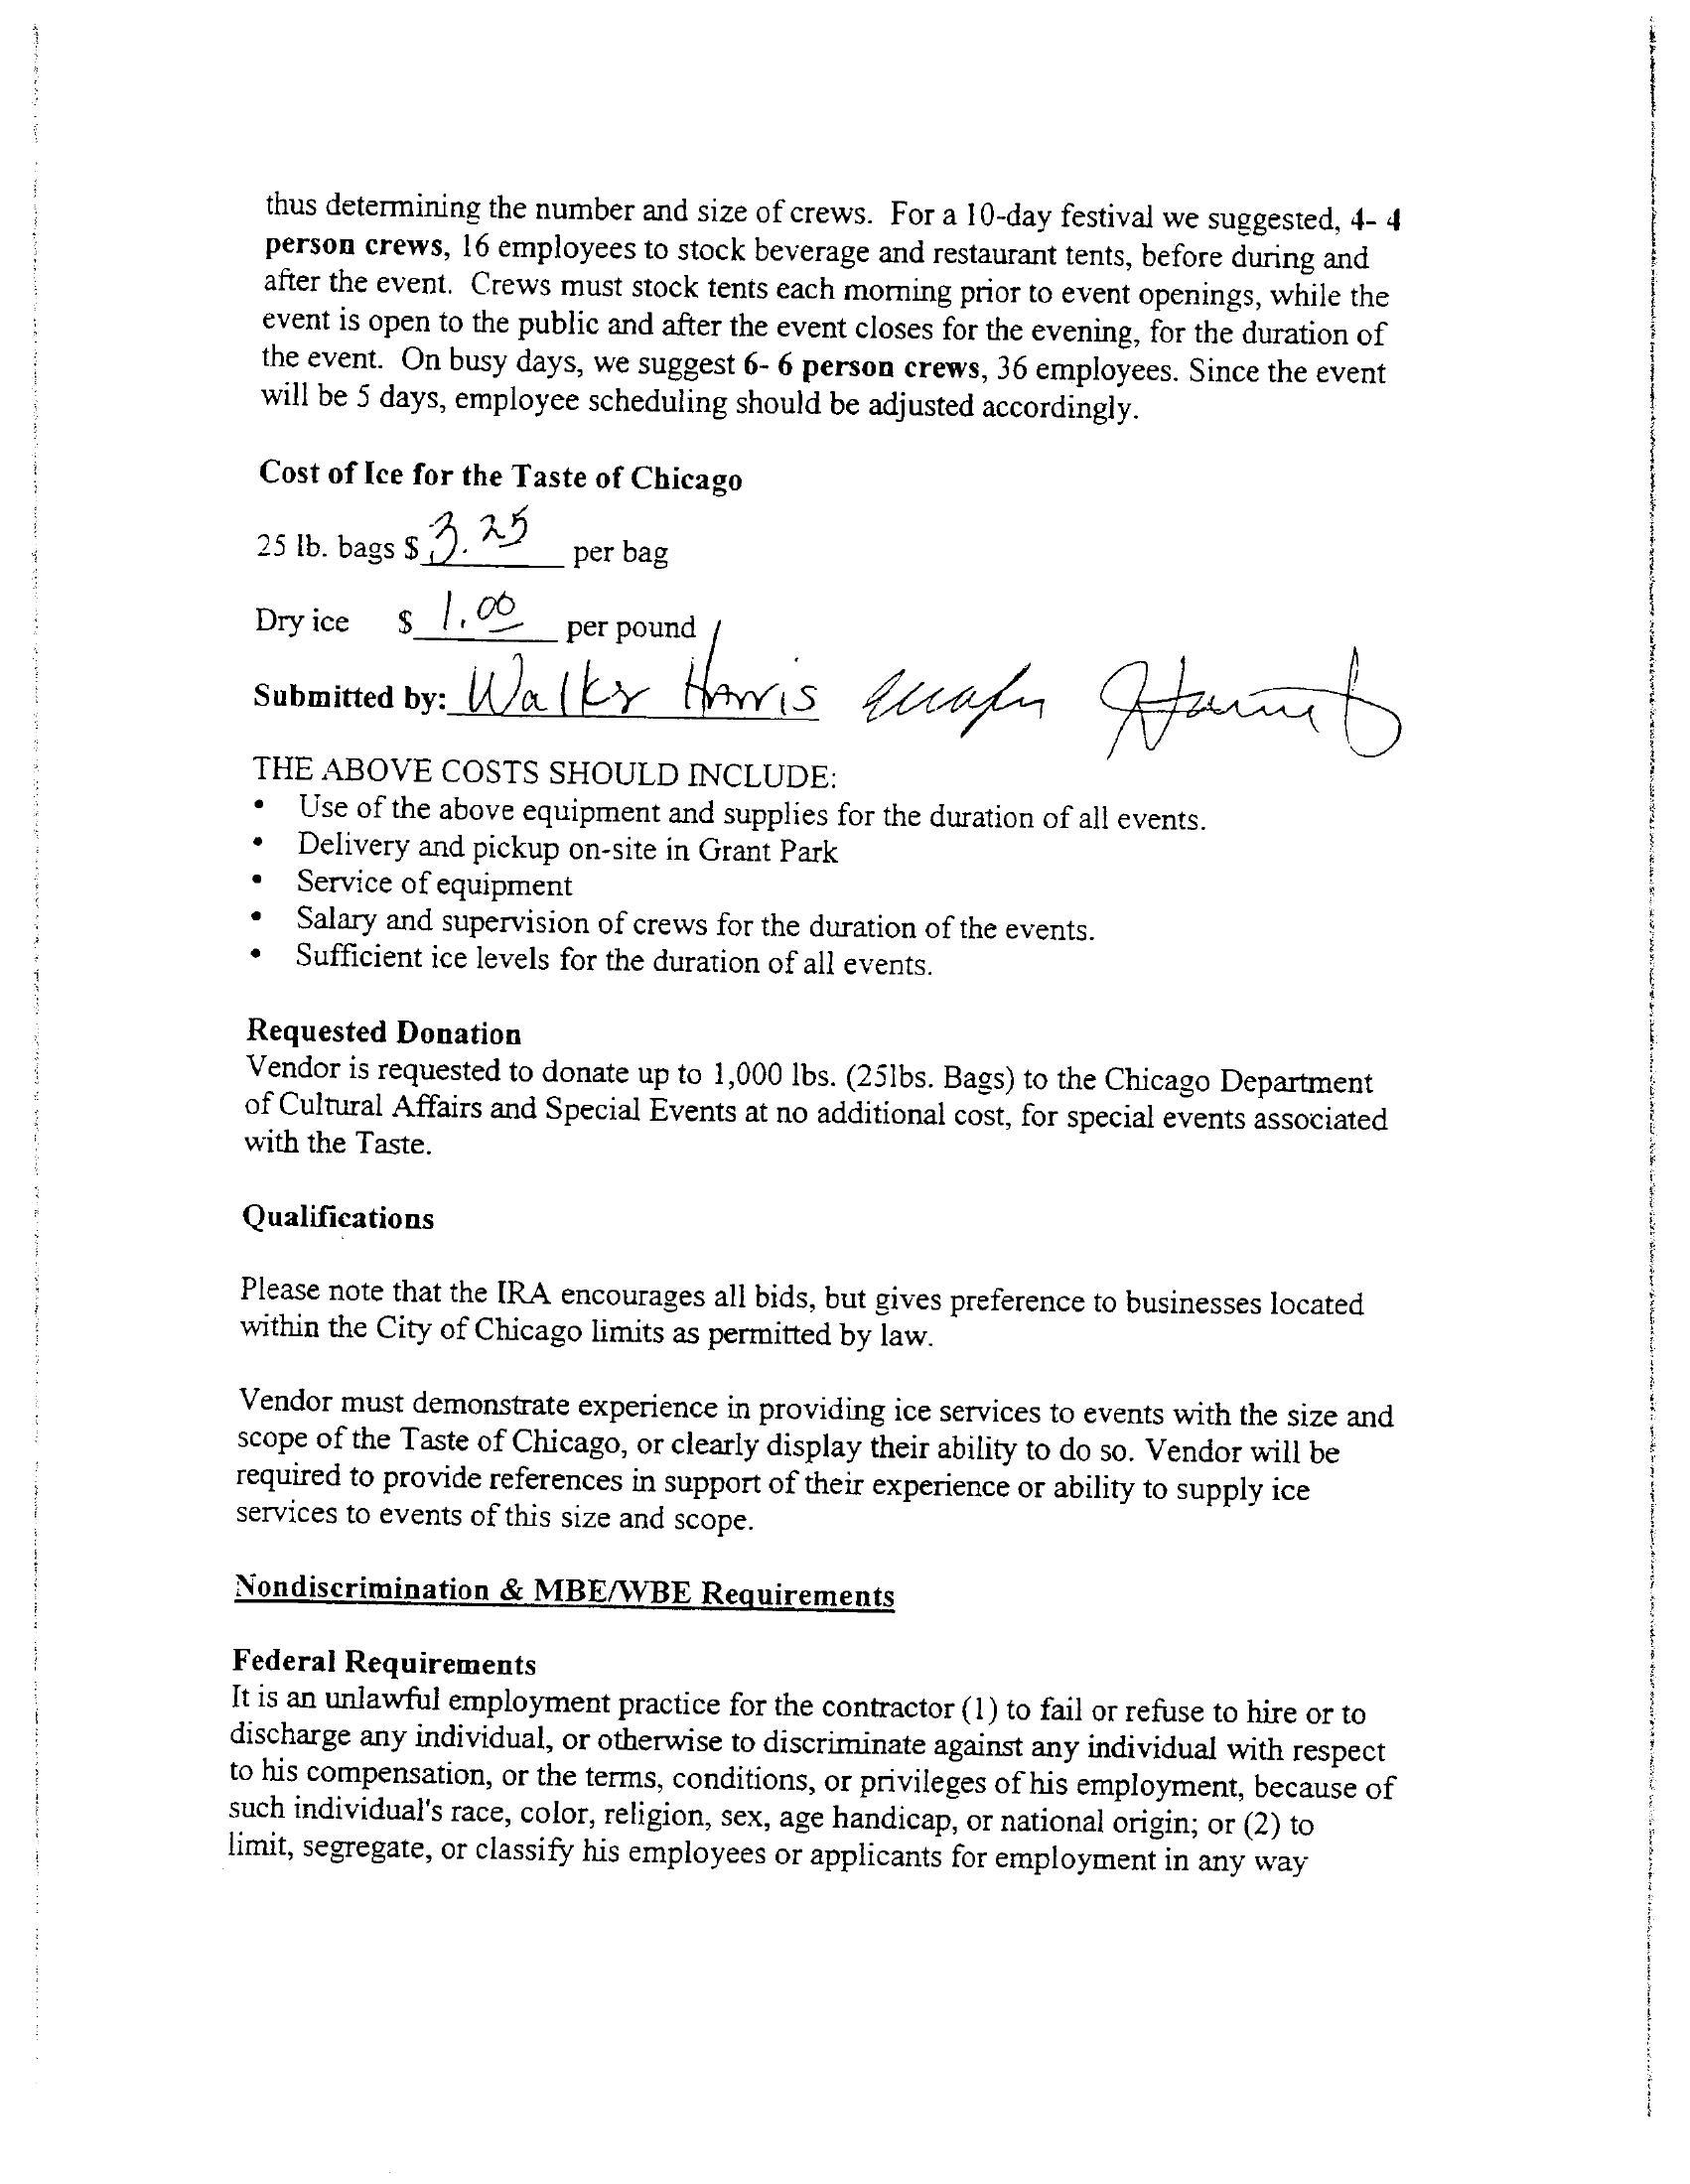 thus determining the number and size of crews. For a 10-day festival we suggested, 4- 4
person crews, 16 employees to stock beverage and restaurant tents, before during and
after the event. Crews must stock tents each morning prior to event openings, while the
event is open to the public and after the event closes for the evening, for the duration of
the event. On busy days, we suggest 6- 6 person crews, 36 employees. Since the event
will be 5 days, employee scheduling should be adjusted accordingly.
Cost of Ice for the Taste of Chicago
25 lb. bags $ 3.25 per bag
Dry ice $ 1.00 per pound
Submitted by: Walker Harris
THE ABOVE COSTS SHOULD INCLUDE:
• Use of the above equipment and supplies for the duration of all events.
• Delivery and pickup on-site in Grant Park
• Service of equipment
• Salary and supervision of crews for the duration of the events.
• Sufficient ice levels for the duration of all events.
Requested Donation
Vendor is requested to donate up to 1,000 lbs. (25lbs. Bags) to the Chicago Department
of Cultural Affairs and Special Events at no additional cost, for special events associated
with the Taste.
Qualifications
Please note that the IRA encourages all bids, but gives preference to businesses located
within the City of Chicago limits as permitted by law.
Vendor must demonstrate experience in providing ice services to events with the size and
scope of the Taste of Chicago, or clearly display their ability to do so. Vendor will be
required to provide references in support of their experience or ability to supply ice
services to events of this size and scope.
Nondiscrimination & MBE/WBE Requirements
Federal Requirements
It is an unlawful employment practice for the contractor (1) to fail or refuse to hire or to
discharge any individual, or otherwise to discriminate against any individual with respect
to his compensation, or the terms, conditions, or privileges of his employment, because of
such individual's race, color, religion, sex, age handicap, or national origin; or (2) to
limit, segregate, or classify his employees or applicants for employment in any way